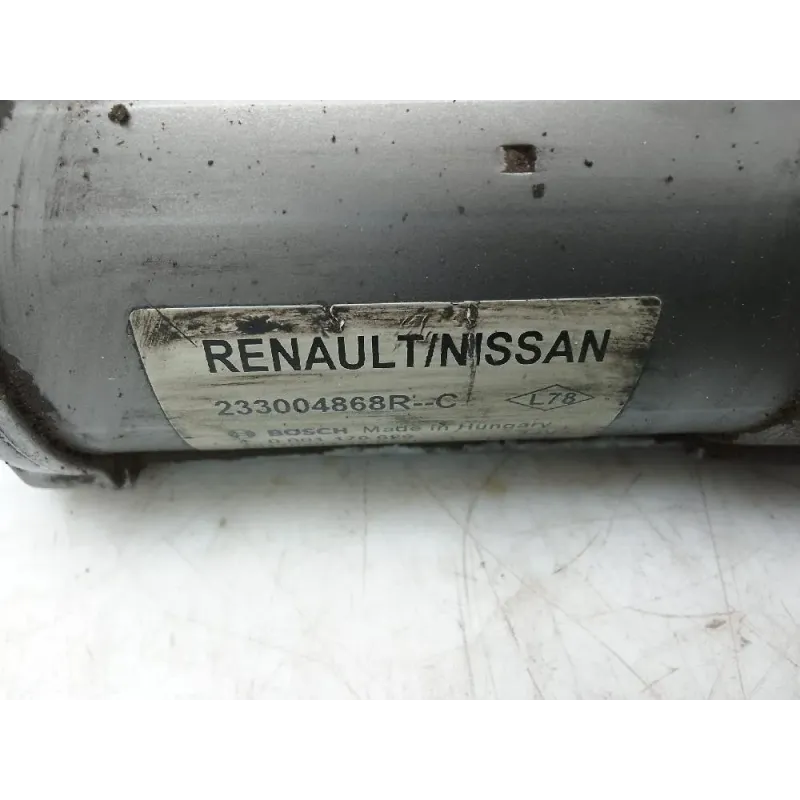 RENAULT/NISSAN
233004868R--C L78
BOSCH Made in Hungary